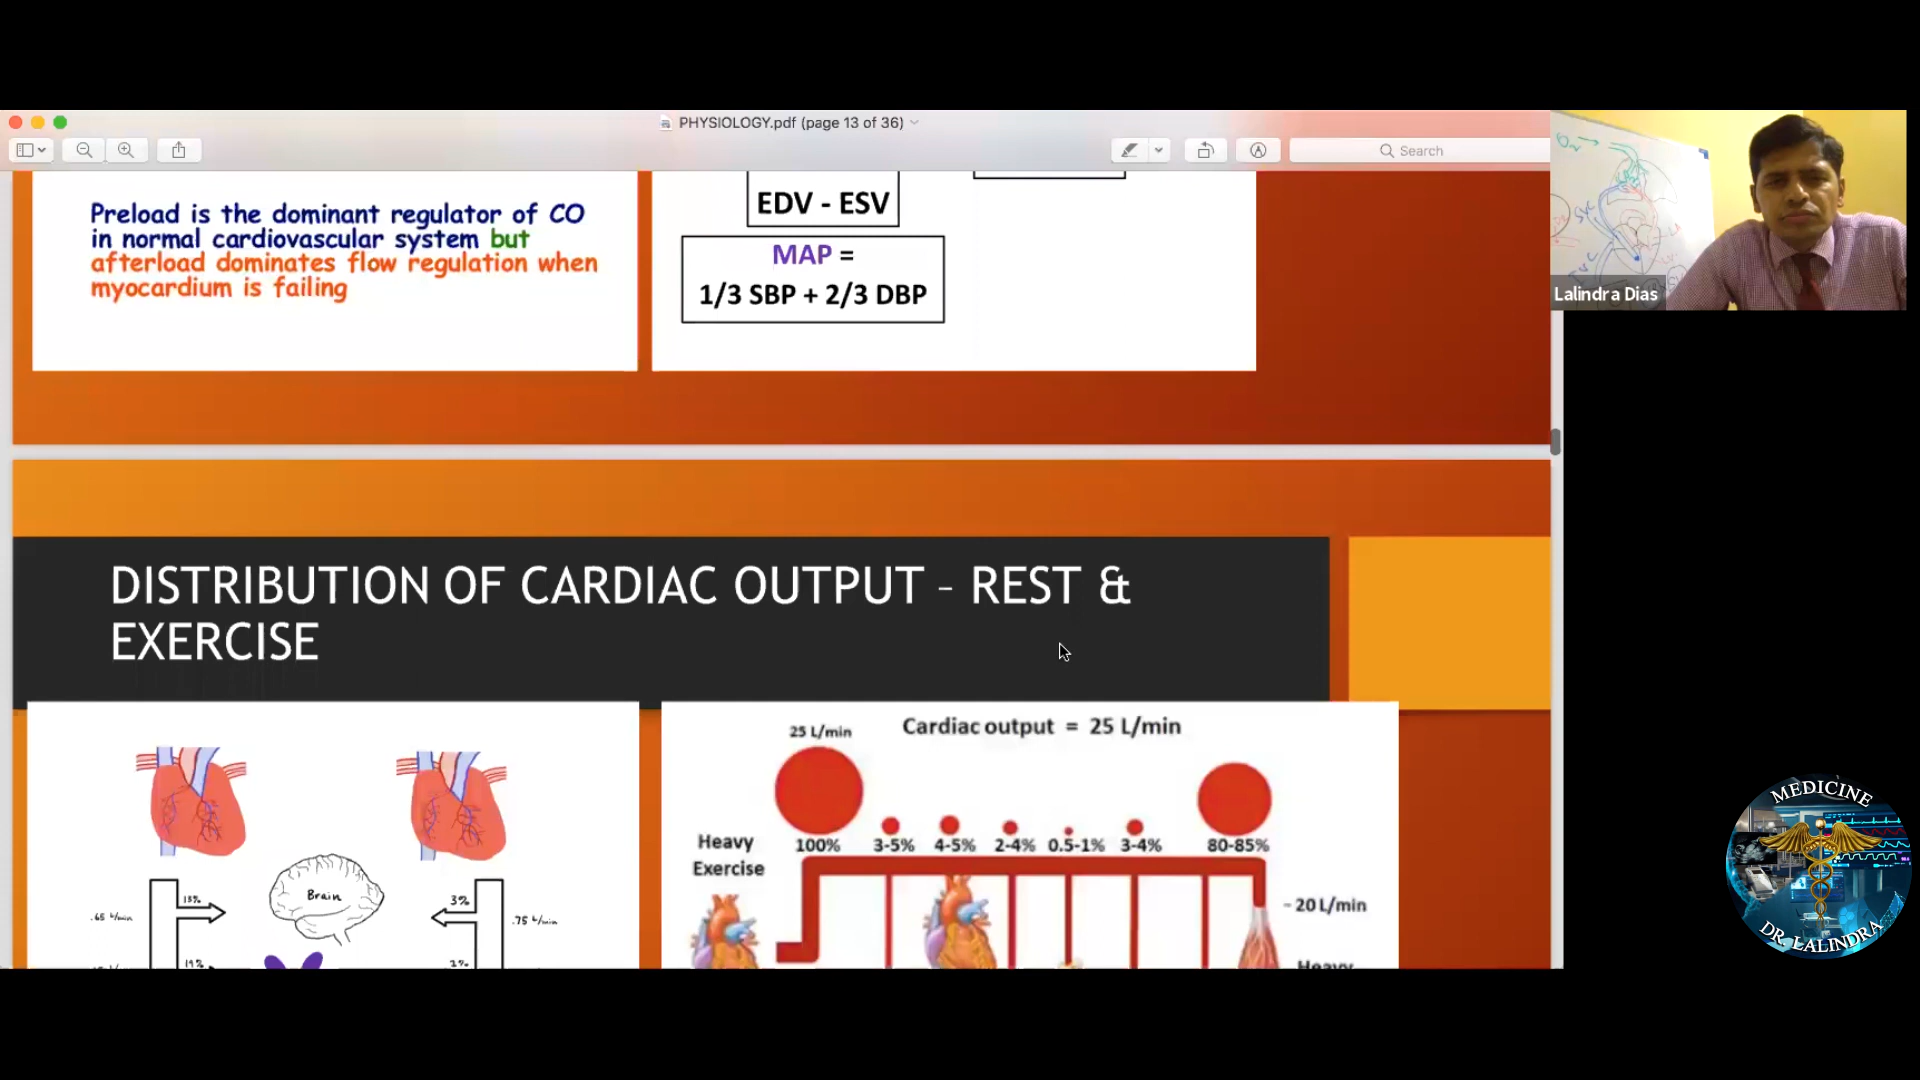 PHYSIOLOGY.pdf (page 13 of 36)
Search
Preload is the dominant regulator of CO
in normal cardiovascular system but
afterload dominates flow regulation when
myocardium is failing
EDV - ESV
MAP =
1/3 SBP + 2/3 DBP
Lalindra Dias
DISTRIBUTION OF CARDIAC OUTPUT - REST &
EXERCISE
Brain
13%
.65 L/min
3%
.75 L/min
25 L/min
Cardiac output = 25 L/min
Heavy
Exercise
100% 3-5% 4-5% 2-4% 0.5-1% 3-4% 80-85%
~20 L/min
Heavy
MEDICINE
DR. LALINDRA
SVC